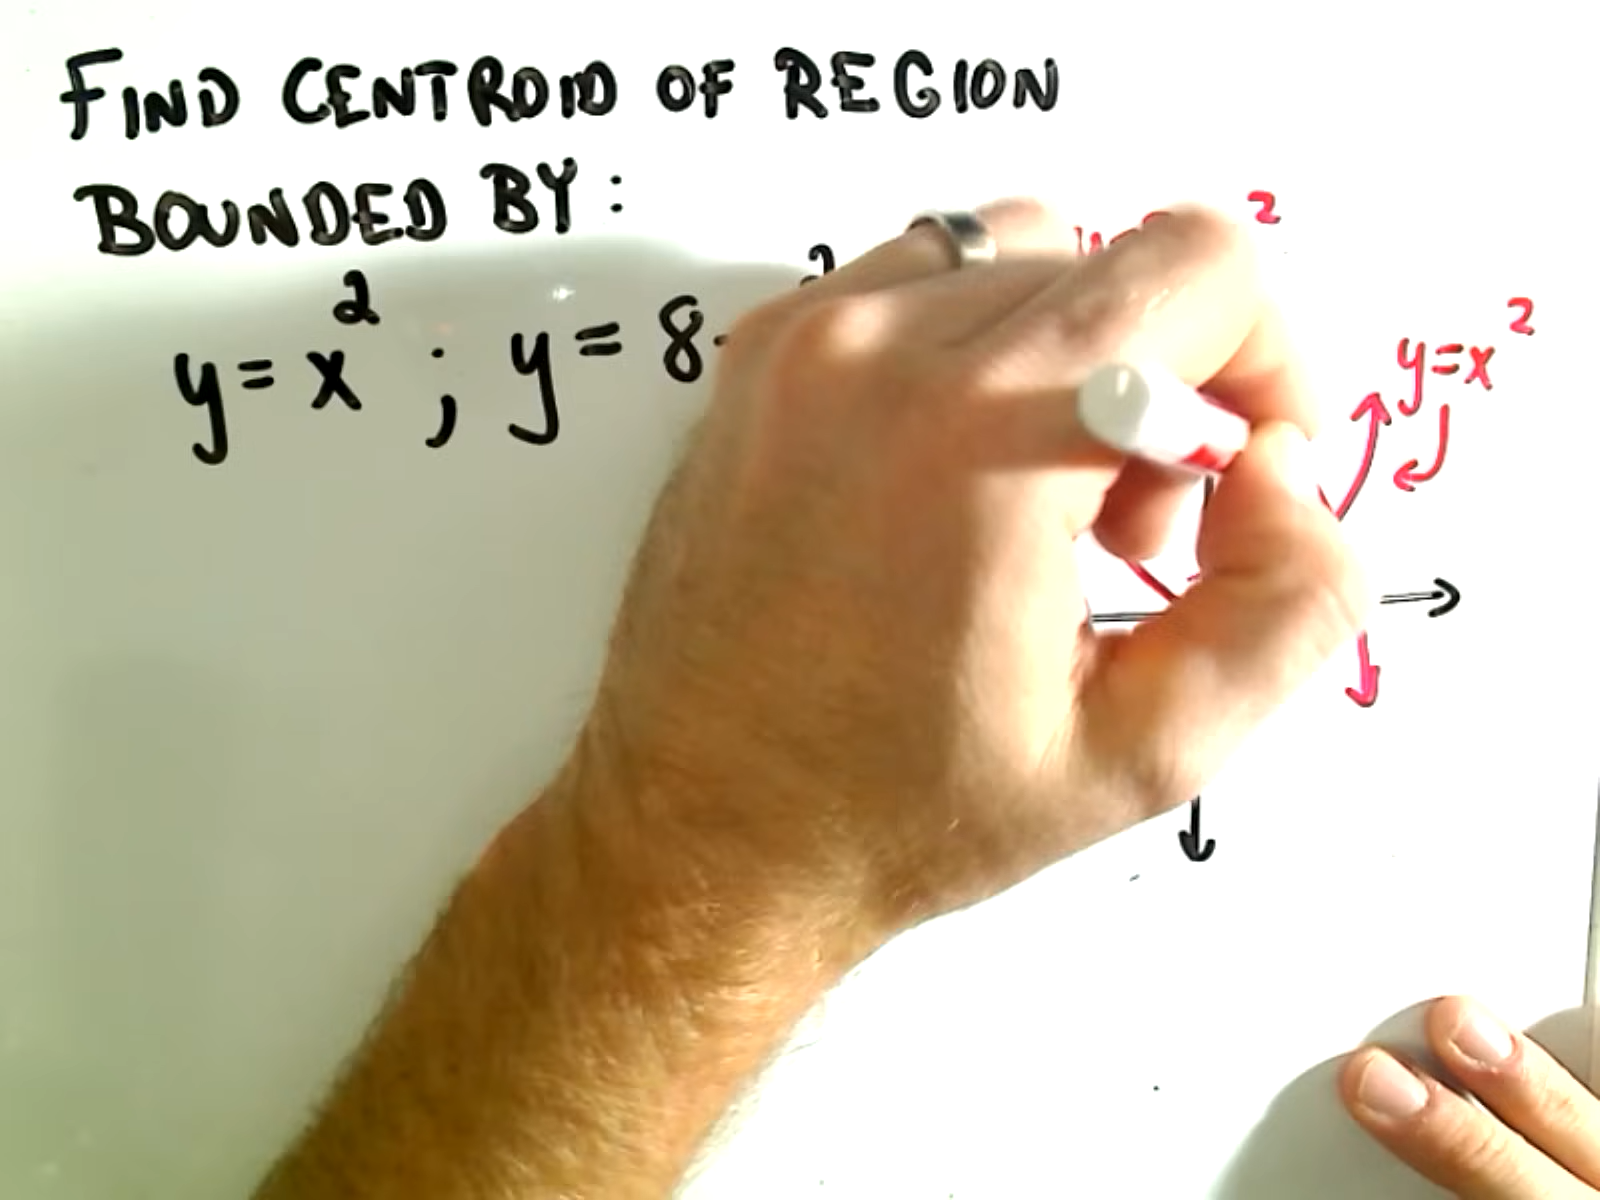 FIND CENTROID OF REGION
BOUNDED BY:
y = x² ; y = 8-
y=x²